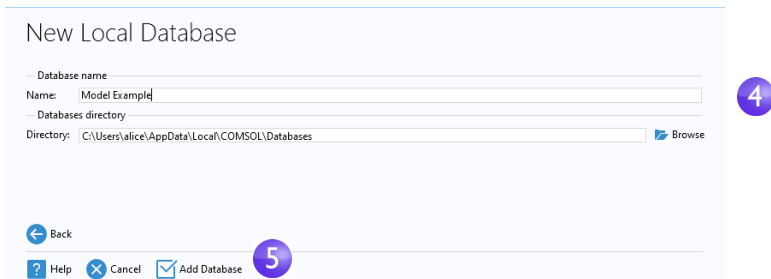 New Local Database
Database name
Name: Model Example
4
Databases directory
Directory: C:\Users\alice\AppData\Local\COMSOL\Databases Browse
Back
Help Cancel Add Database 5